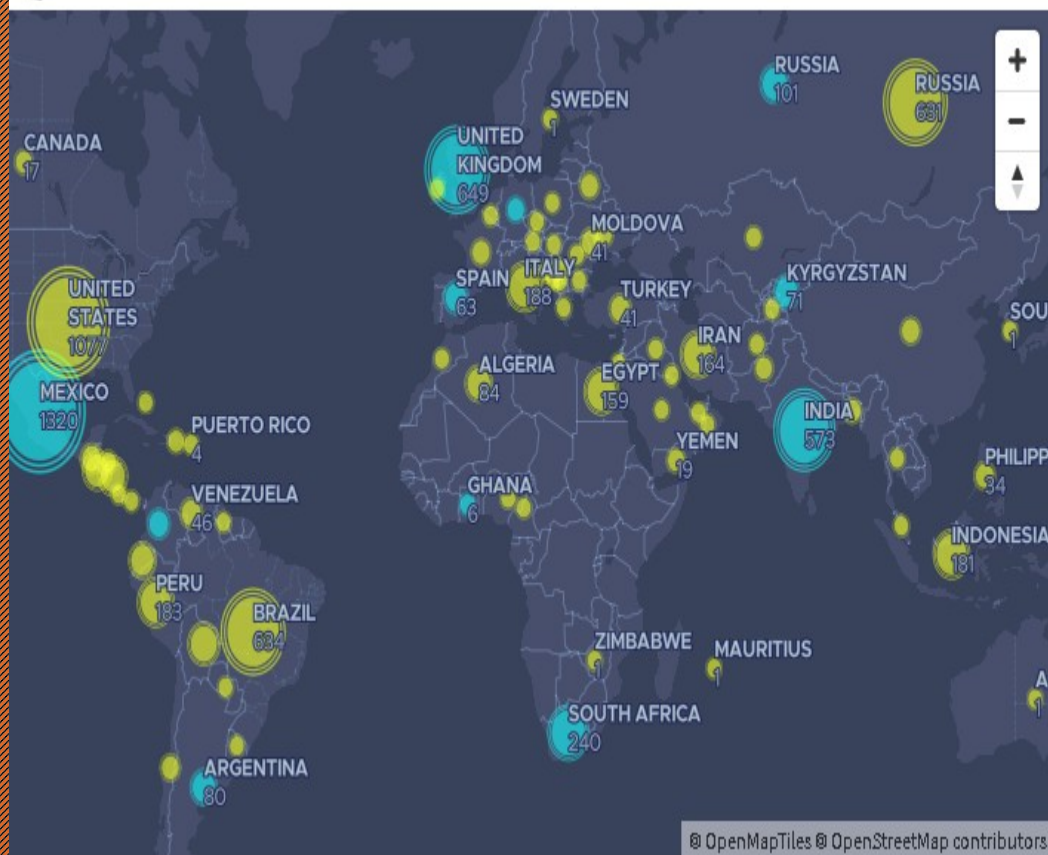 RUSSIA
101
RUSSIA
631
SWEDEN
1
CANADA
17
UNITED
KINGDOM
649
MOLDOVA
41
SPAIN
63
ITALY
188
TURKEY
41
KYRGYZSTAN
71
UNITED
STATES
1077
SOU
1
IRAN
164
ALGERIA
84
EGYPT
159
MEXICO
1320
INDIA
573
PUERTO RICO
4
YEMEN
19
PHILIPP
34
GHANA
6
VENEZUELA
46
INDONESIA
181
PERU
183
BRAZIL
634
ZIMBABWE
1
MAURITIUS
1
A
1
SOUTH AFRICA
240
ARGENTINA
80
© OpenMapTiles © OpenStreetMap contributors